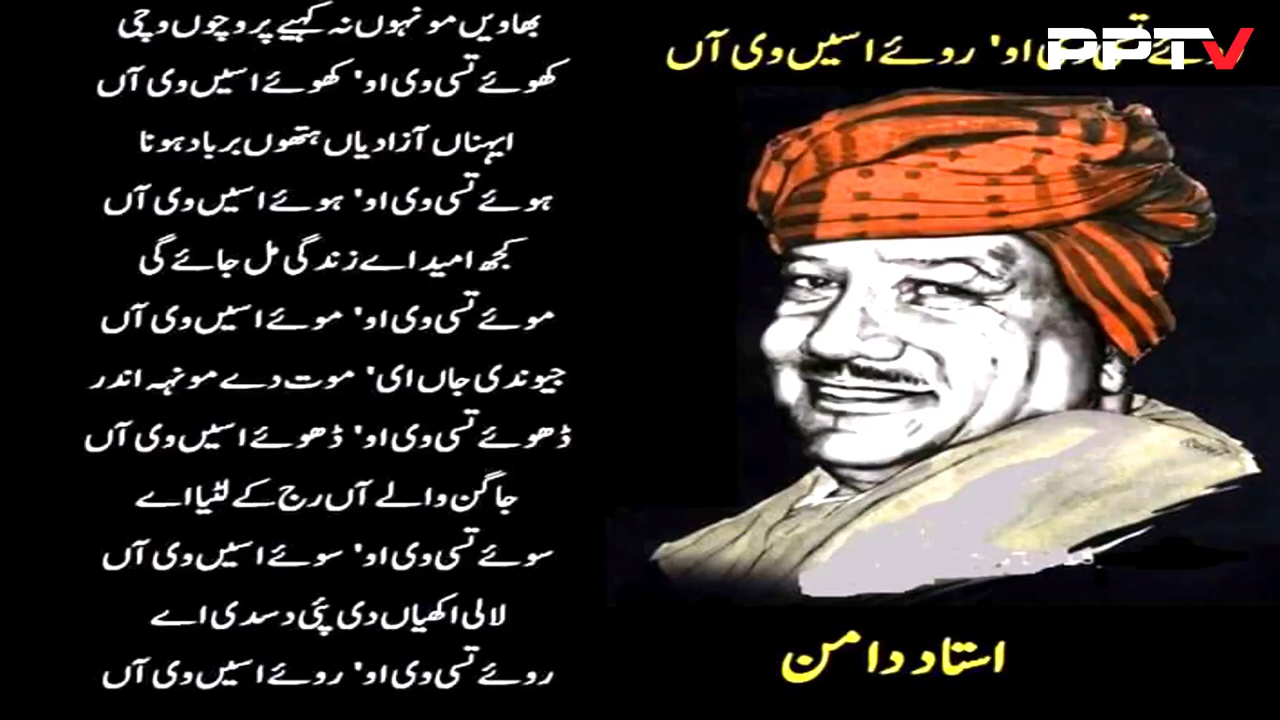 PPTV
روئے تسی وی او' روئے اسیں وی آں
بھاویں مونہوں نہ کہیے پر وچوں وچی
کھوئے تسی وی او' کھوئے اسیں وی آں
ایہناں آزادیاں ہتھوں برباد ہونا
ہوئے تسی وی او' ہوئے اسیں وی آں
کجھ امید اے زندگی مل جائے گی
موئے تسی وی او' موئے اسیں وی آں
جیوندی جاں ای' موت دے مونہہ اندر
ڈھوئے تسی وی او' ڈھوئے اسیں وی آں
جاگن والے آں رج کے لٹیا اے
سوئے تسی وی او' سوئے اسیں وی آں
لالی اکھیاں دی پئی دسدی اے
روئے تسی وی او' روئے اسیں وی آں
استاد دامن